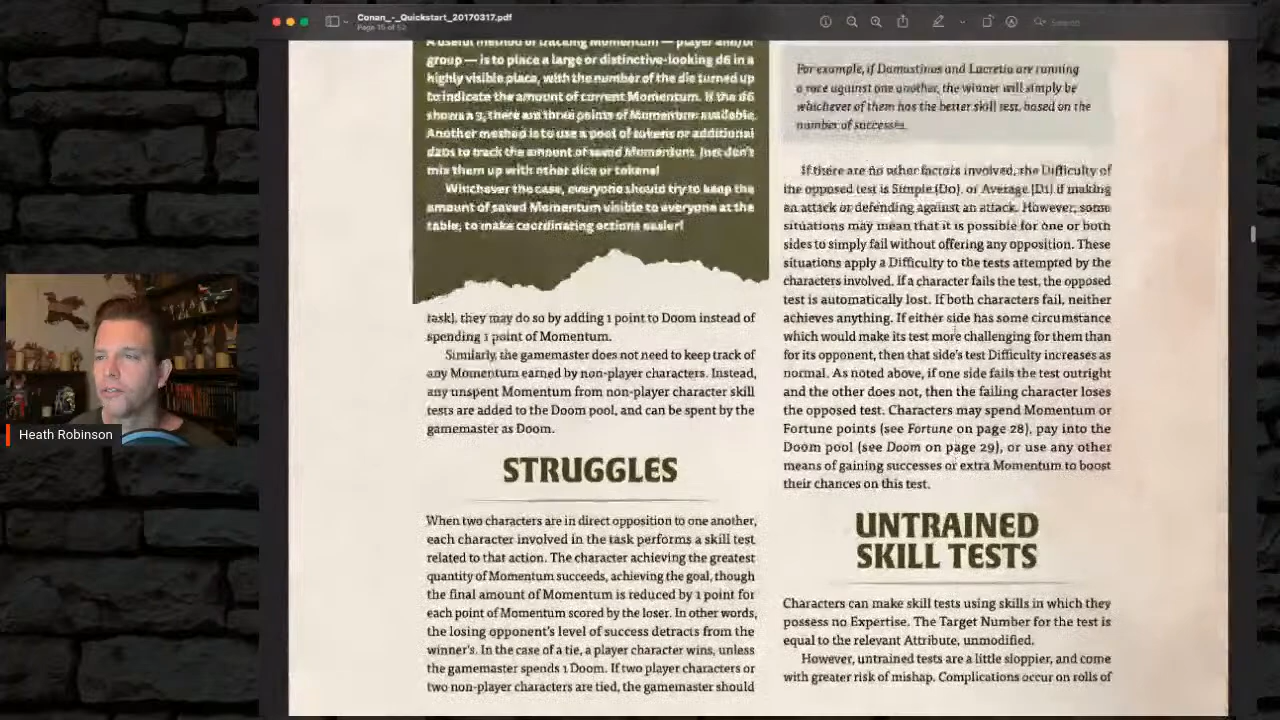 Conan_-_Quickstart_20170317.pdf
Page 15 of 52
Search
A useful method of tracking Momentum — player and/or
group — is to place a large or distinctive-looking d6 in a
highly visible place, with the number of the die turned up
to indicate the amount of current Momentum. If the d6
shows a 3, there are three points of Momentum available.
Another method is to use a pool of tokens or additional
dice to track the amount of saved Momentum. Just don't
mix them up with other dice or tokens!
Whichever the case, everyone should try to keep the
amount of saved Momentum visible to everyone at the
table, to make coordinating actions easier!
task), they may do so by adding 1 point to Doom instead of
spending 1 point of Momentum.
Similarly, the gamemaster does not need to keep track of
any Momentum earned by non-player characters. Instead,
any unspent Momentum from non-player character skill
tests are added to the Doom pool, and can be spent by the
gamemaster as Doom.
STRUGGLES
When two characters are in direct opposition to one another,
each character involved in the task performs a skill test
related to that action. The character achieving the greatest
quantity of Momentum succeeds, achieving the goal, though
the final amount of Momentum is reduced by 1 point for
each point of Momentum scored by the loser. In other words,
the losing opponent's level of success detracts from the
winner's. In the case of a tie, a player character wins, unless
the gamemaster spends 1 Doom. If two player characters or
two non-player characters are tied, the gamemaster should
For example, if Damastinus and Lucretia are running
a race against one another, the winner will simply be
whichever of them has the better skill test, based on the
number of successes.
If there are no other factors involved, the Difficulty of
the opposed test is Simple (D0), or Average (D1) if making
an attack or defending against an attack. However, some
situations may mean that it is possible for one or both
sides to simply fail without offering any opposition. These
situations apply a Difficulty to the tests attempted by the
characters involved. If a character fails the test, the opposed
test is automatically lost. If both characters fail, neither
achieves anything. If either side has some circumstance
which would make its test more challenging for them than
for its opponent, then that side's test Difficulty increases as
normal. As noted above, if one side fails the test outright
and the other does not, then the failing character loses
the opposed test. Characters may spend Momentum or
Fortune points (see Fortune on page 28), pay into the
Doom pool (see Doom on page 29), or use any other
means of gaining successes or extra Momentum to boost
their chances on this test.
UNTRAINED
SKILL TESTS
Characters can make skill tests using skills in which they
possess no Expertise. The Target Number for the test is
equal to the relevant Attribute, unmodified.
However, untrained tests are a little sloppier, and come
with greater risk of mishap. Complications occur on rolls of
Heath Robinson